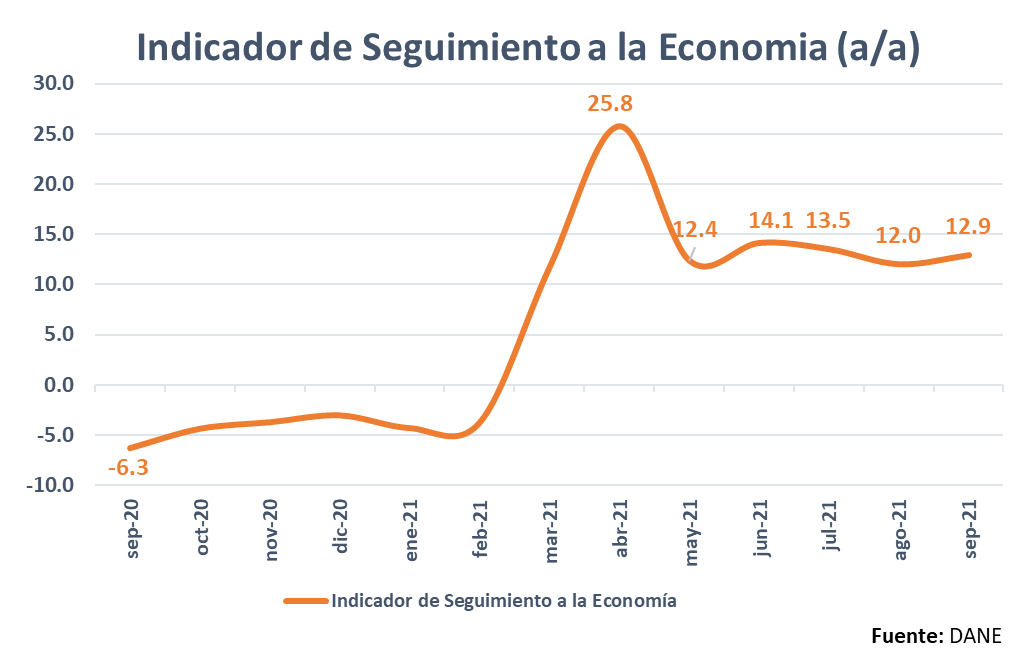 Indicador de Seguimiento a la Economia (a/a)
30.0
25.0
20.0
15.0
10.0
5.0
0.0
-5.0
-10.0
-6.3
25.8
12.4
14.1
13.5
12.0
12.9
sep-20
oct-20
nov-20
dic-20
ene-21
feb-21
mar-21
abr-21
may-21
jun-21
jul-21
ago-21
sep-21
Indicador de Seguimiento a la Economía
Fuente: DANE